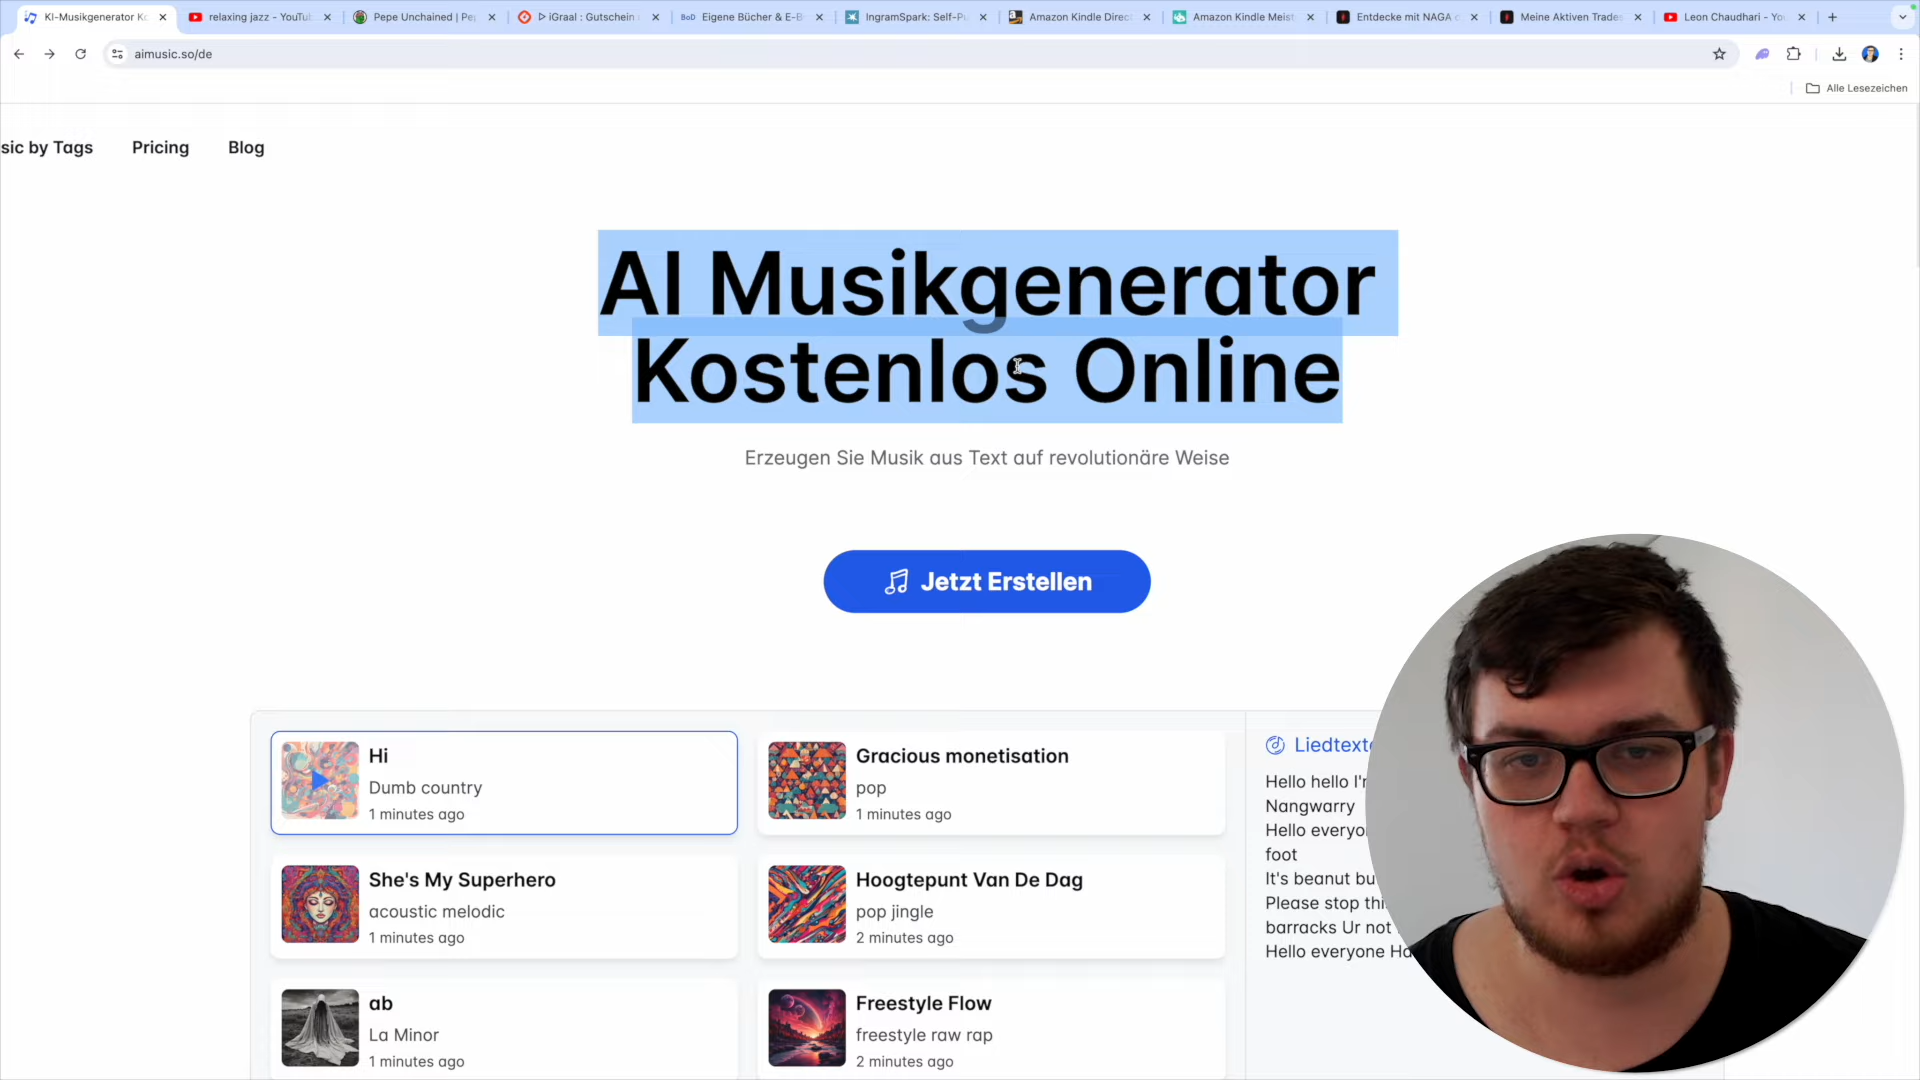 KI-Musikgenerator Ko
relaxing jazz - YouTu
Pepe Unchained | Pe
iGraal : Gutschein
BoD
Eigene Bücher & E-B
IngramSpark: Self-Pu
Amazon Kindle Direc
Amazon Kindle Meist
Entdecke mit NAGA
Meine Aktiven Trades
Leon Chaudhari - You
aimusic.so/de
Alle Lesezeichen
sic by Tags
Pricing
Blog
AI Musikgenerator
Kostenlos Online
Erzeugen Sie Musik aus Text auf revolutionäre Weise
Jetzt Erstellen
Hi
Dumb country
1 minutes ago
Gracious monetisation
pop
1 minutes ago
She's My Superhero
acoustic melodic
1 minutes ago
Hoogtepunt Van De Dag
pop jingle
2 minutes ago
ab
La Minor
1 minutes ago
Freestyle Flow
freestyle raw rap
2 minutes ago
Liedtexte
Hello hello I'm
Nangwarry
Hello everyo
foot
It's beanut bu
Please stop thi
barracks Ur not
Hello everyone Ha